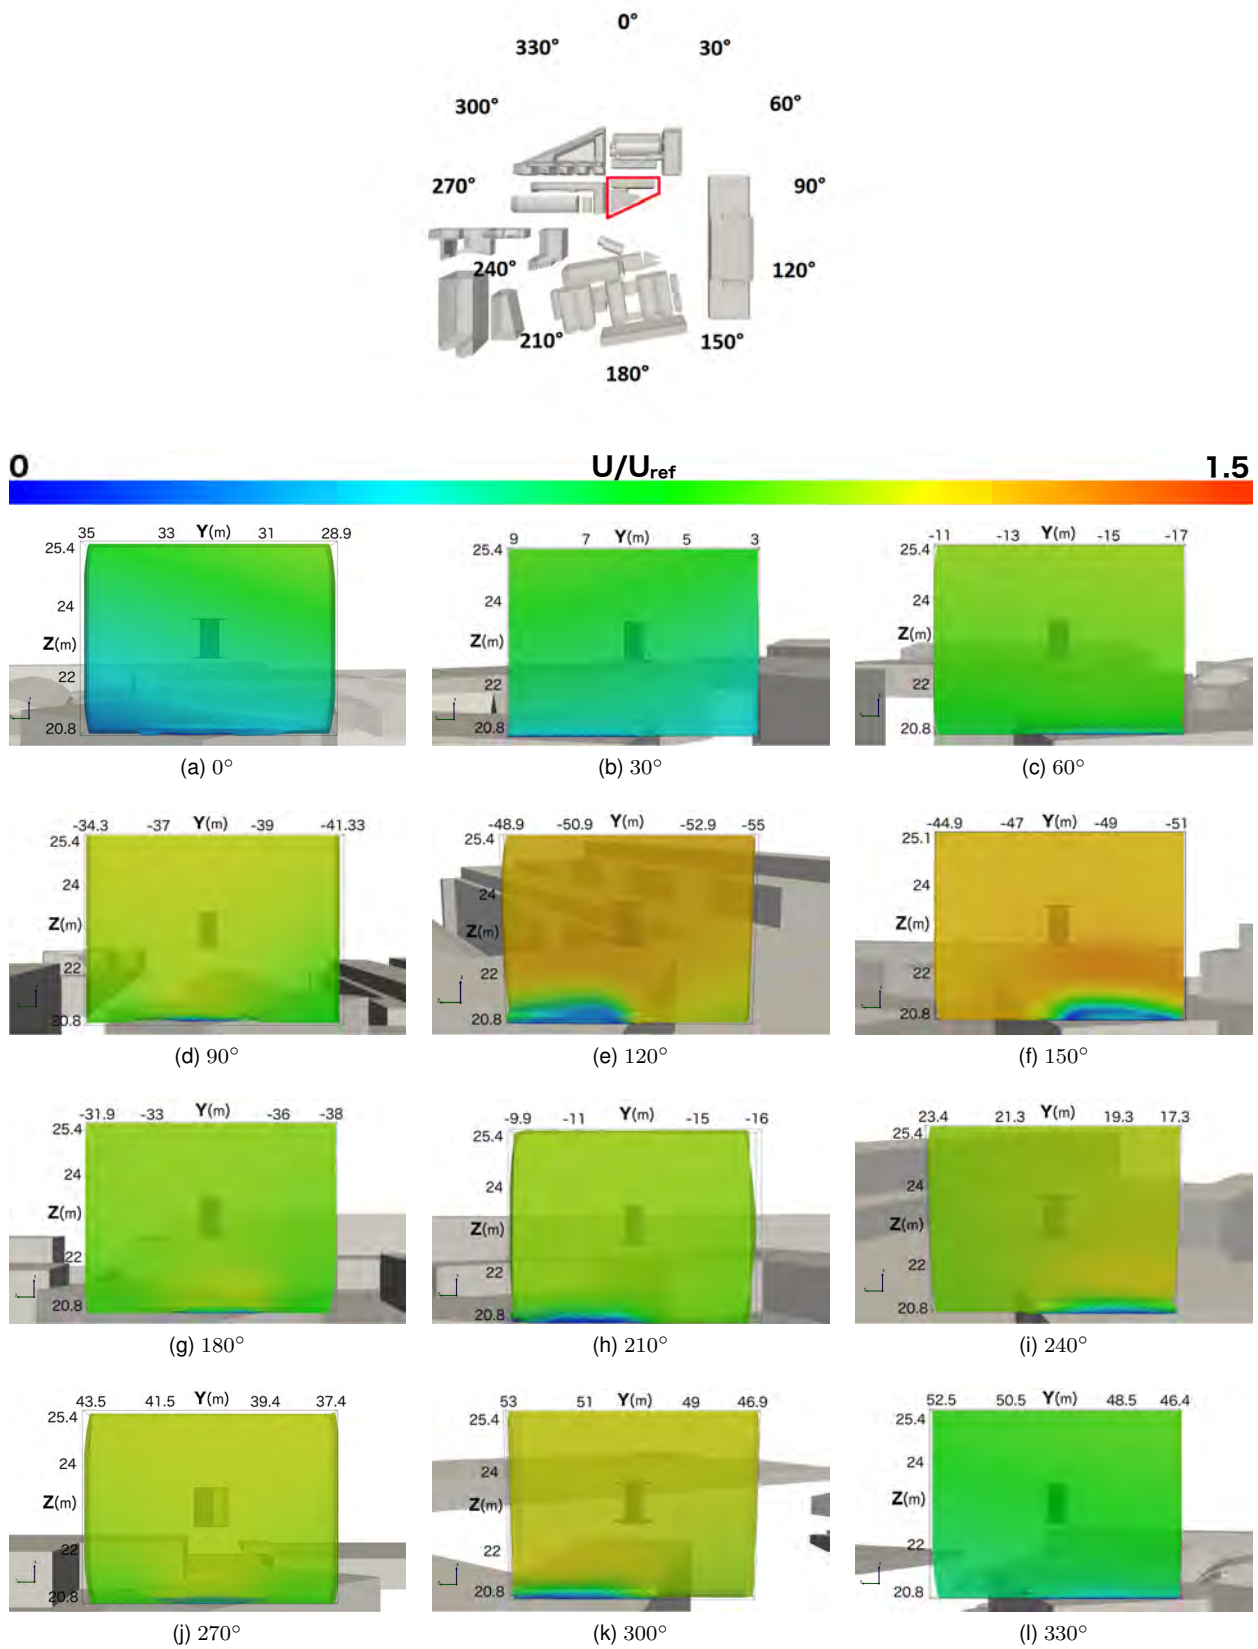 0°
330° 30°
300° 60°
270° 90°
240° 120°
210° 150°
180°
0 U/Uref 1.5
35 33 Y(m) 31 28.9
25.4
24
Z(m)
22
20.8
(a) 0°
9 7 Y(m) 5 3
25.4
24
Z(m)
22
20.8
(b) 30°
-11 -13 Y(m) -15 -17
25.4
24
Z(m)
22
20.8
(c) 60°
-34.3 -37 Y(m) -39 -41.33
25.4
24
Z(m)
22
20.8
(d) 90°
-48.9 -50.9 Y(m) -52.9 -55
25.4
24
Z(m)
22
20.8
(e) 120°
-44.9 -47 Y(m) -49 -51
25.1
24
Z(m)
22
20.8
(f) 150°
-31.9 -33 Y(m) -36 -38
25.4
24
Z(m)
22
20.8
(g) 180°
-9.9 -11 Y(m) -15 -16
25.4
24
Z(m)
22
20.8
(h) 210°
23.4 21.3 Y(m) 19.3 17.3
25.4
24
Z(m)
22
20.8
(i) 240°
43.5 41.5 Y(m) 39.4 37.4
25.4
24
Z(m)
22
20.8
(j) 270°
53 51 Y(m) 49 46.9
25.4
24
Z(m)
22
20.8
(k) 300°
52.5 50.5 Y(m) 48.5 46.4
25.4
24
Z(m)
22
20.8
(l) 330°